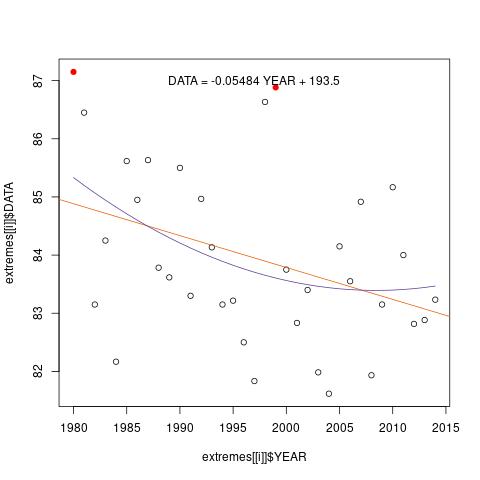 DATA = -0.05484 YEAR + 193.5
87
86
85
84
83
82
extremes[[i]]$DATA
1980 1985 1990 1995 2000 2005 2010 2015
extremes[[i]]$YEAR